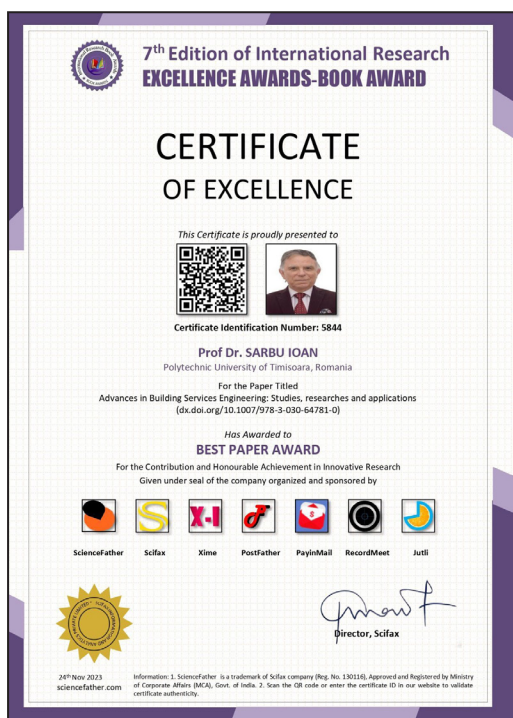 7th Edition of International Research
EXCELLENCE AWARDS-BOOK AWARD
CERTIFICATE
OF EXCELLENCE
This Certificate is proudly presented to
Certificate Identification Number: 5844
Prof Dr. SARBU IOAN
Polytechnic University of Timisoara, Romania
For the Paper Titled
Advances in Building Services Engineering: Studies, researches and applications
(dx.doi.org/10.1007/978-3-030-64781-0)
Has Awarded to
BEST PAPER AWARD
For the Contribution and Honourable Achievement in Innovative Research
Given under seal of the company organized and sponsored by
X-I
ScienceFather Scifax Xime PostFather PayinMail RecordMeet Jutli
Director, Scifax
24th Nov 2023
sciencefather.com
Information: 1. ScienceFather is a trademark of Scifax company (Reg. No. 130116), Approved and Registered by Ministry
of Corporate Affairs (MCA), Govt. of India. 2. Scan the QR code or enter the certificate ID in our website to validate
certificate authenticity.